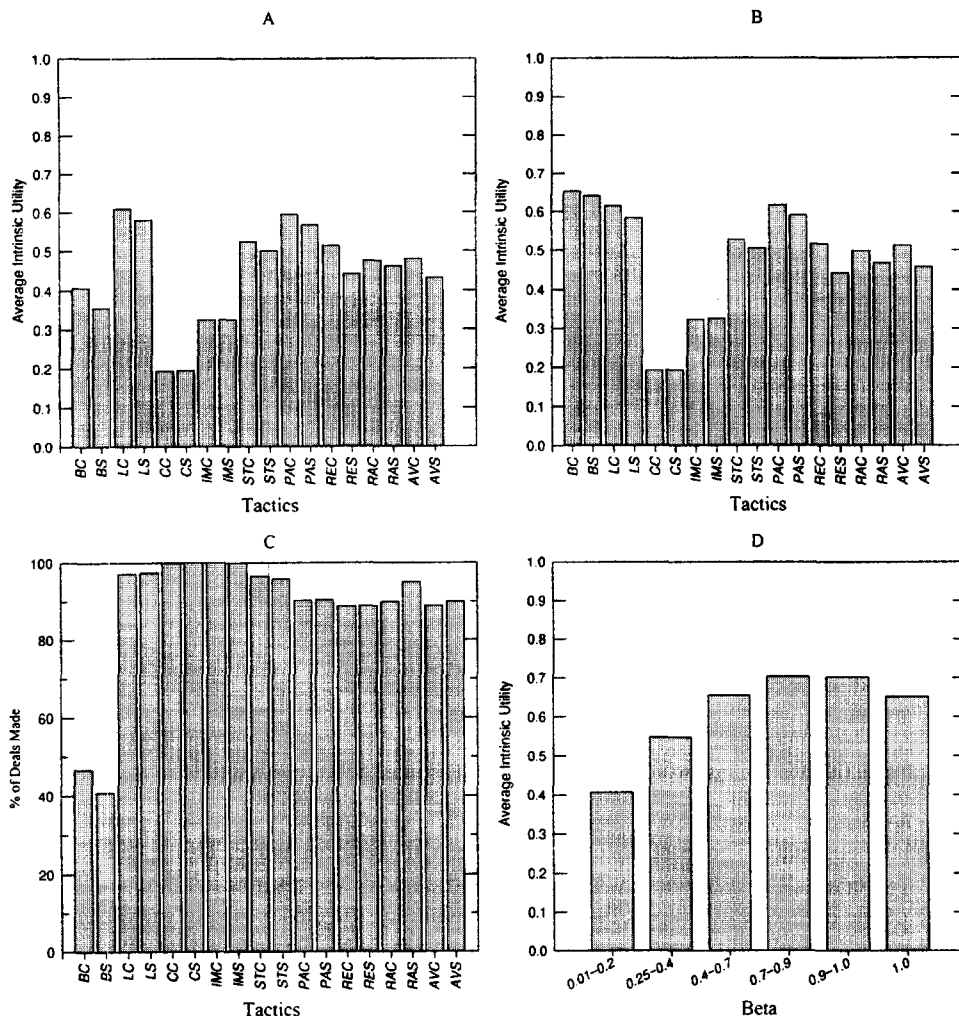 A
Average Intrinsic Utility
1.0
0.9
0.8
0.7
0.6
0.5
0.4
0.3
0.2
0.1
0.0
BC BS LC LS CC CS IMC IMS STC STS PAC PAS REC RES RAC RAS AVC AVS
Tactics
B
Average Intrinsic Utility
1.0
0.9
0.8
0.7
0.6
0.5
0.4
0.3
0.2
0.1
0.0
BC BS LC LS CC CS IMC IMS STC STS PAC PAS REC RES RAC RAS AVC AVS
Tactics
C
% of Deals Made
100
80
60
40
20
0
BC BS LC LS CC CS IMC IMS STC STS PAC PAS REC RES RAC RAS AVC AVS
Tactics
D
Average Intrinsic Utility
1.0
0.9
0.8
0.7
0.6
0.5
0.4
0.3
0.2
0.1
0.0
0.01-0.2 0.25-0.4 0.4-0.7 0.7-0.9 0.9-1.0 1.0
Beta